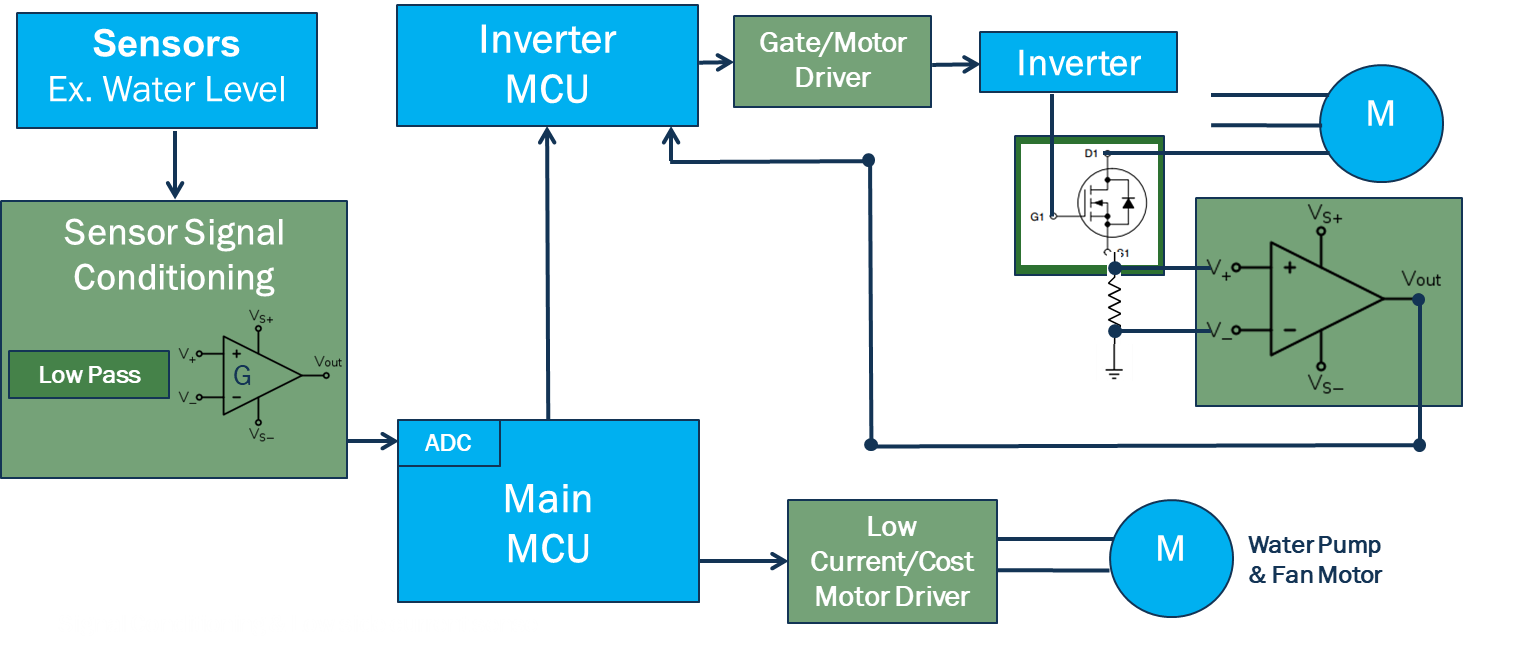 Sensors
Ex. Water Level
Inverter
MCU
Gate/Motor
Driver
Inverter
M
D1
G1
S1
Sensor Signal
Conditioning
Low Pass
VS+
V+
+
G
V−
−
Vout
VS−
VS+
V+
+
Vout
V−
−
VS−
ADC
Main
MCU
Low
Current/Cost
Motor Driver
M
Water Pump
& Fan Motor